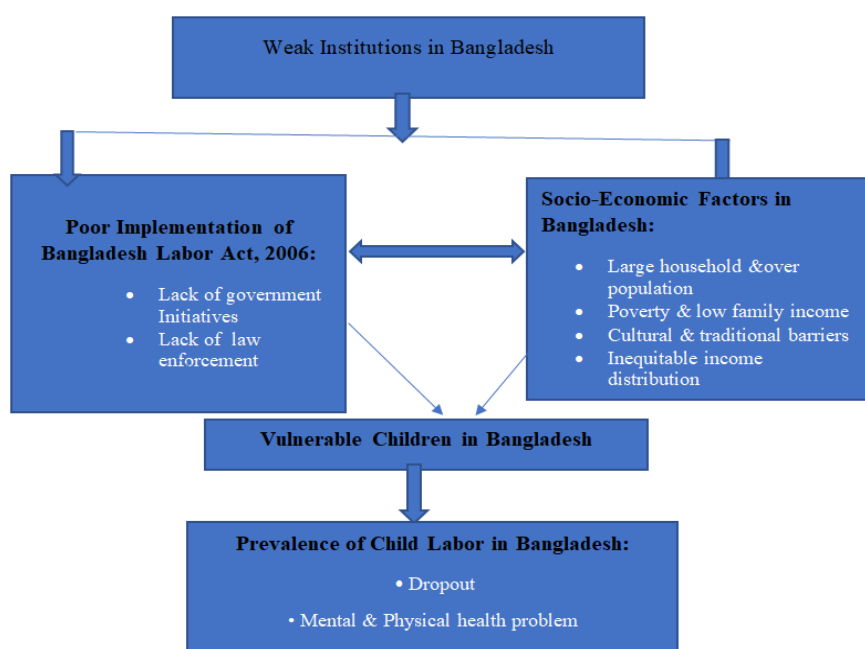 Weak Institutions in Bangladesh
Poor Implementation of
Bangladesh Labor Act, 2006:
• Lack of government
Initiatives
• Lack of law
enforcement
Socio-Economic Factors in
Bangladesh:
• Large household &over
population
• Poverty & low family income
• Cultural & traditional barriers
• Inequitable income
distribution
Vulnerable Children in Bangladesh
Prevalence of Child Labor in Bangladesh:
• Dropout
• Mental & Physical health problem